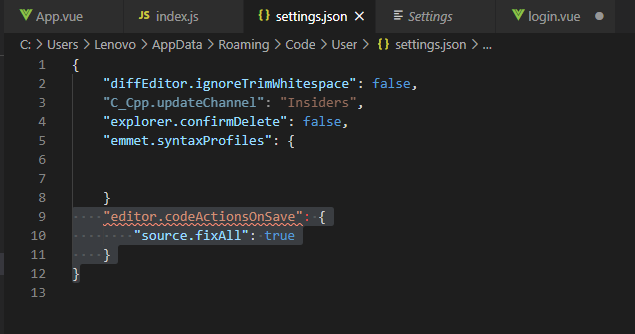 App.vue JS index.js { } settings.json × Settings login.vue ●
C: > Users > Lenovo > AppData > Roaming > Code > User > { } settings.json > ...
1 {
2 "diffEditor.ignoreTrimWhitespace": false,
3 "C_Cpp.updateChannel": "Insiders",
4 "explorer.confirmDelete": false,
5 "emmet.syntaxProfiles": {
6
7
8 }
9 "editor.codeActionsOnSave": {
10 "source.fixAll": true
11 }
12 }
13